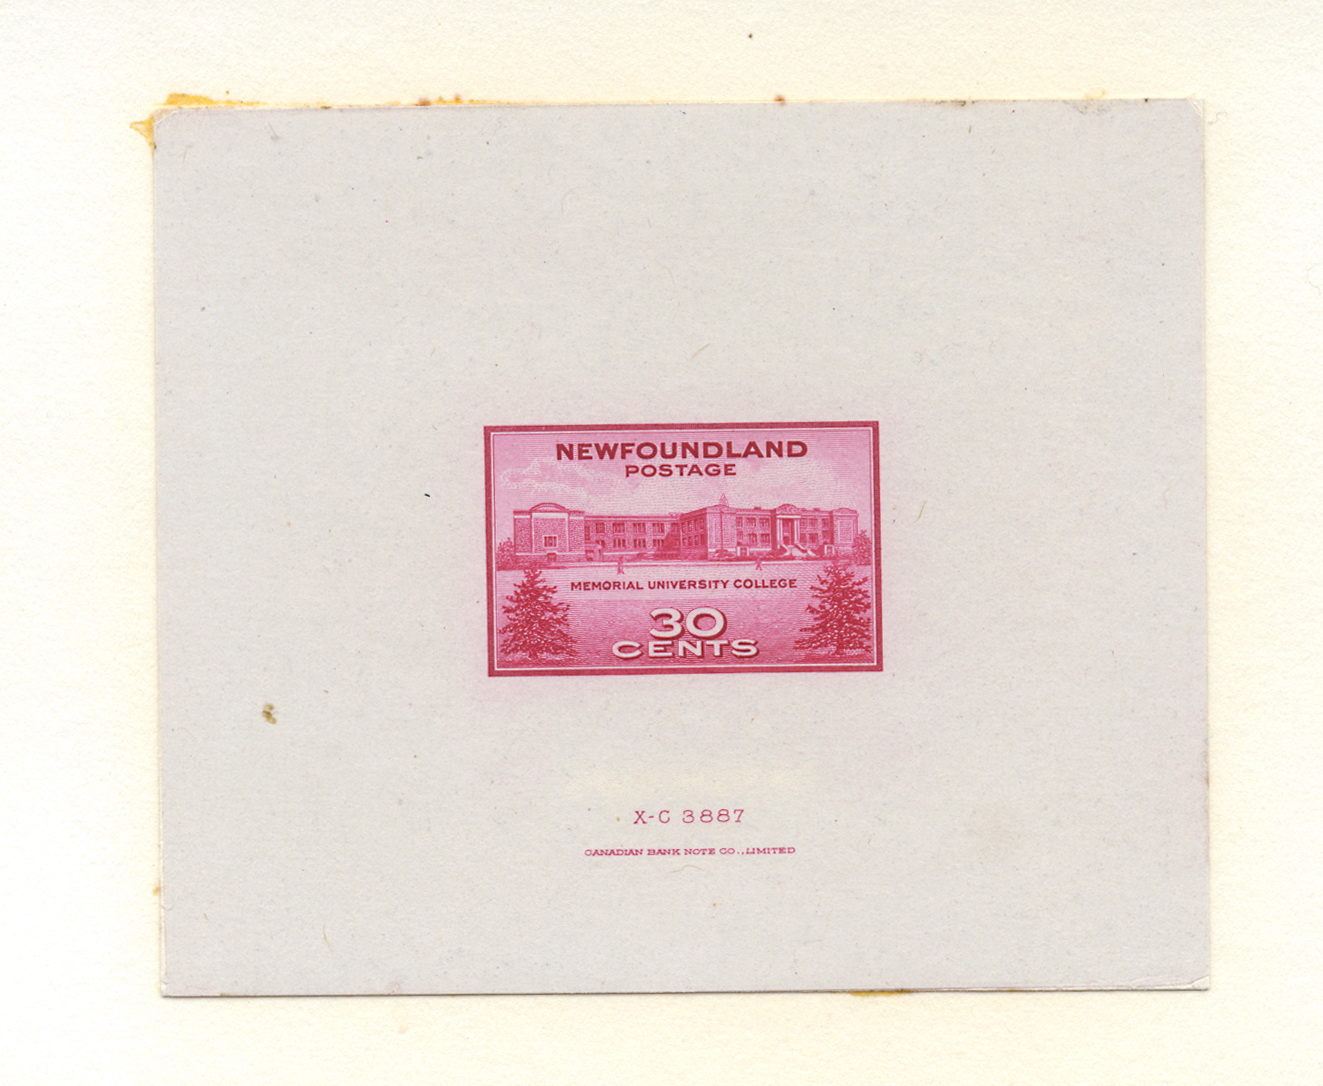 NEWFOUNDLAND
POSTAGE
MEMORIAL UNIVERSITY COLLEGE
30
CENTS
X-C 3887
CANADIAN BANK NOTE CO., LIMITED